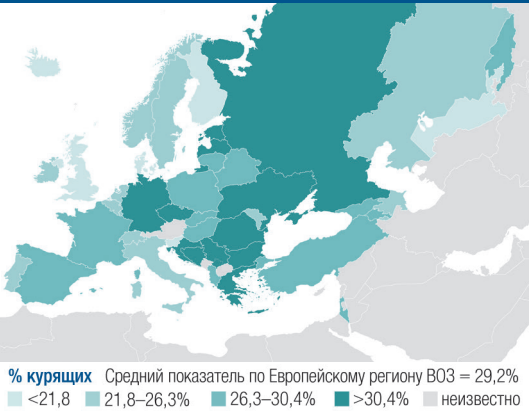 % курящих Средний показатель по Европейскому региону ВОЗ = 29,2%
<21,8 21,8–26,3% 26,3–30,4% >30,4% неизвестно